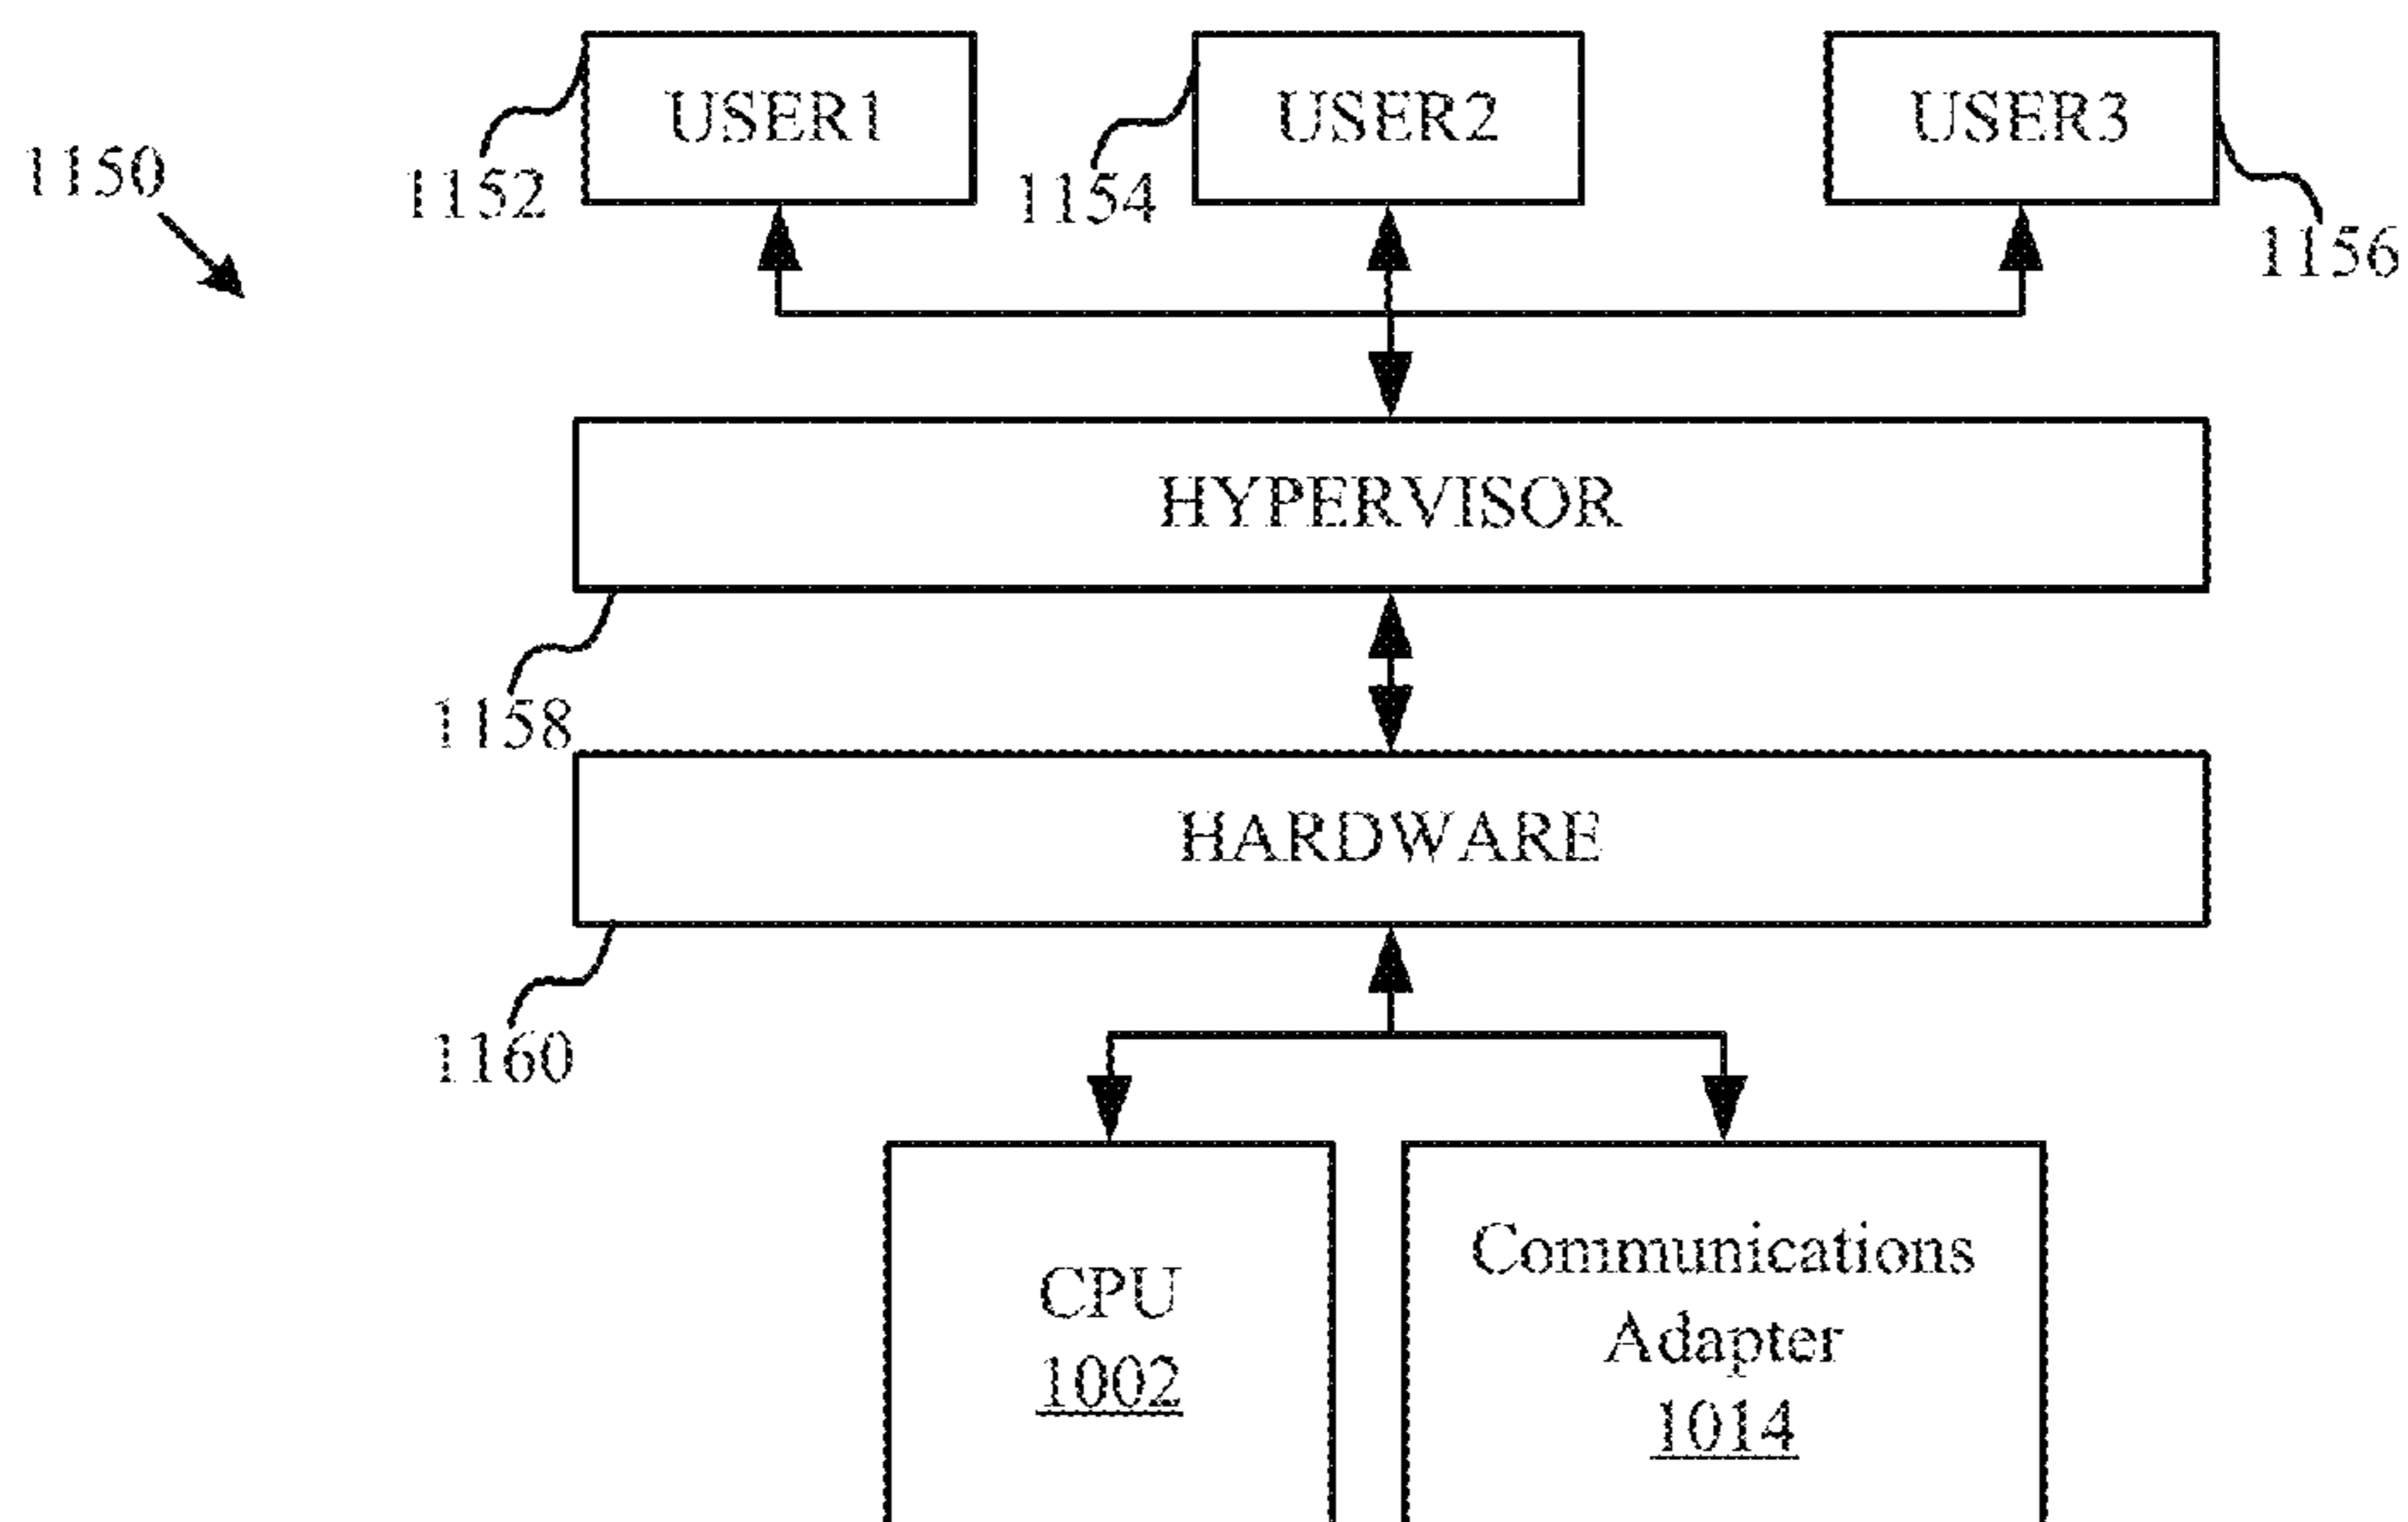 USER1
USER2
USER3
1150
1152
1154
1156
HYPERVISOR
1158
HARDWARE
1160
CPU
1002
Communications
Adapter
1014